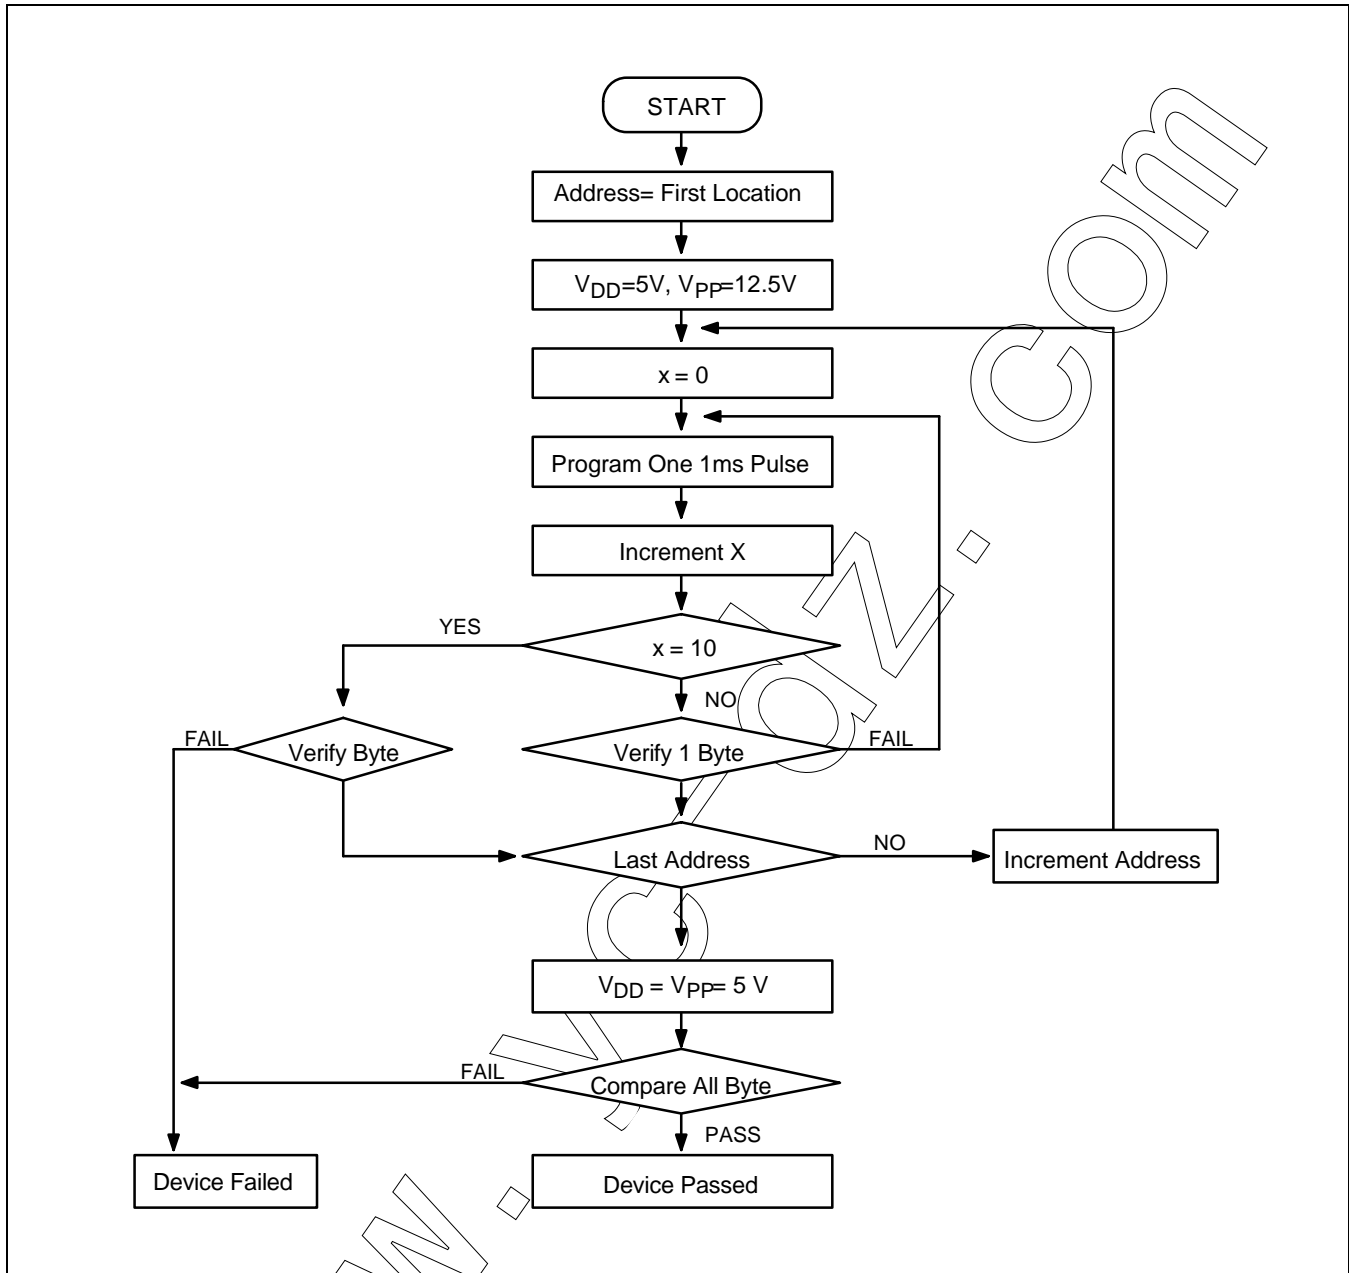 START
Address= First Location
VDD=5V, VPP=12.5V
x = 0
Program One 1ms Pulse
Increment X
YES
x = 10
NO
FAIL
Verify Byte
Verify 1 Byte
FAIL
Last Address
NO
Increment Address
VDD = VPP= 5 V
FAIL
Compare All Byte
PASS
Device Failed
Device Passed